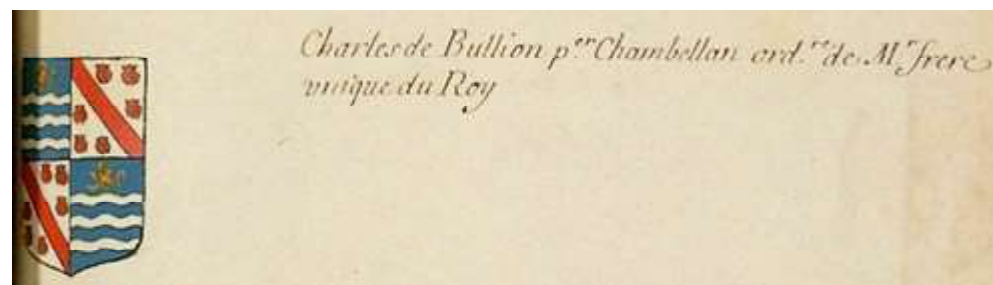 Charles de Bullion p.er Chambellan ord.re de M.r frere
unique du Roy